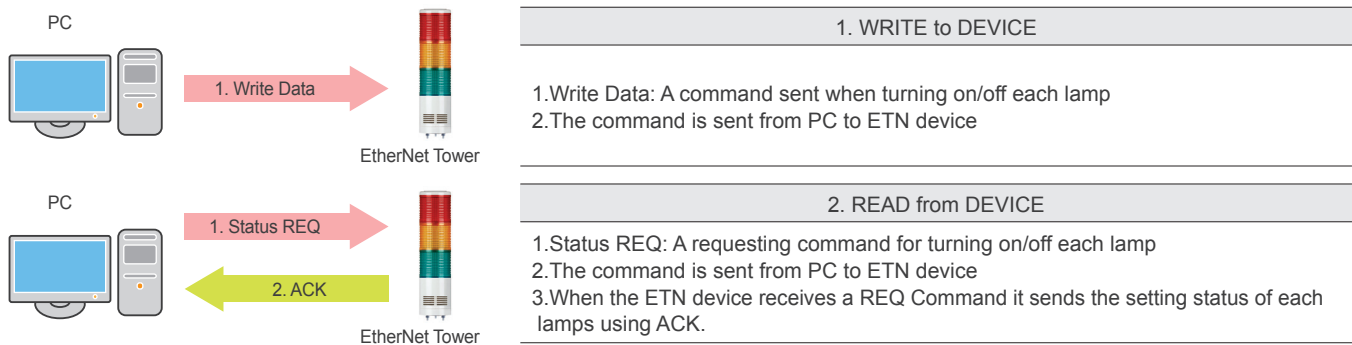 PC
1. Write Data
EtherNet Tower
1. WRITE to DEVICE
1.Write Data: A command sent when turning on/off each lamp
2.The command is sent from PC to ETN device
PC
1. Status REQ
2. ACK
EtherNet Tower
2. READ from DEVICE
1.Status REQ: A requesting command for turning on/off each lamp
2.The command is sent from PC to ETN device
3.When the ETN device receives a REQ Command it sends the setting status of each
lamps using ACK.